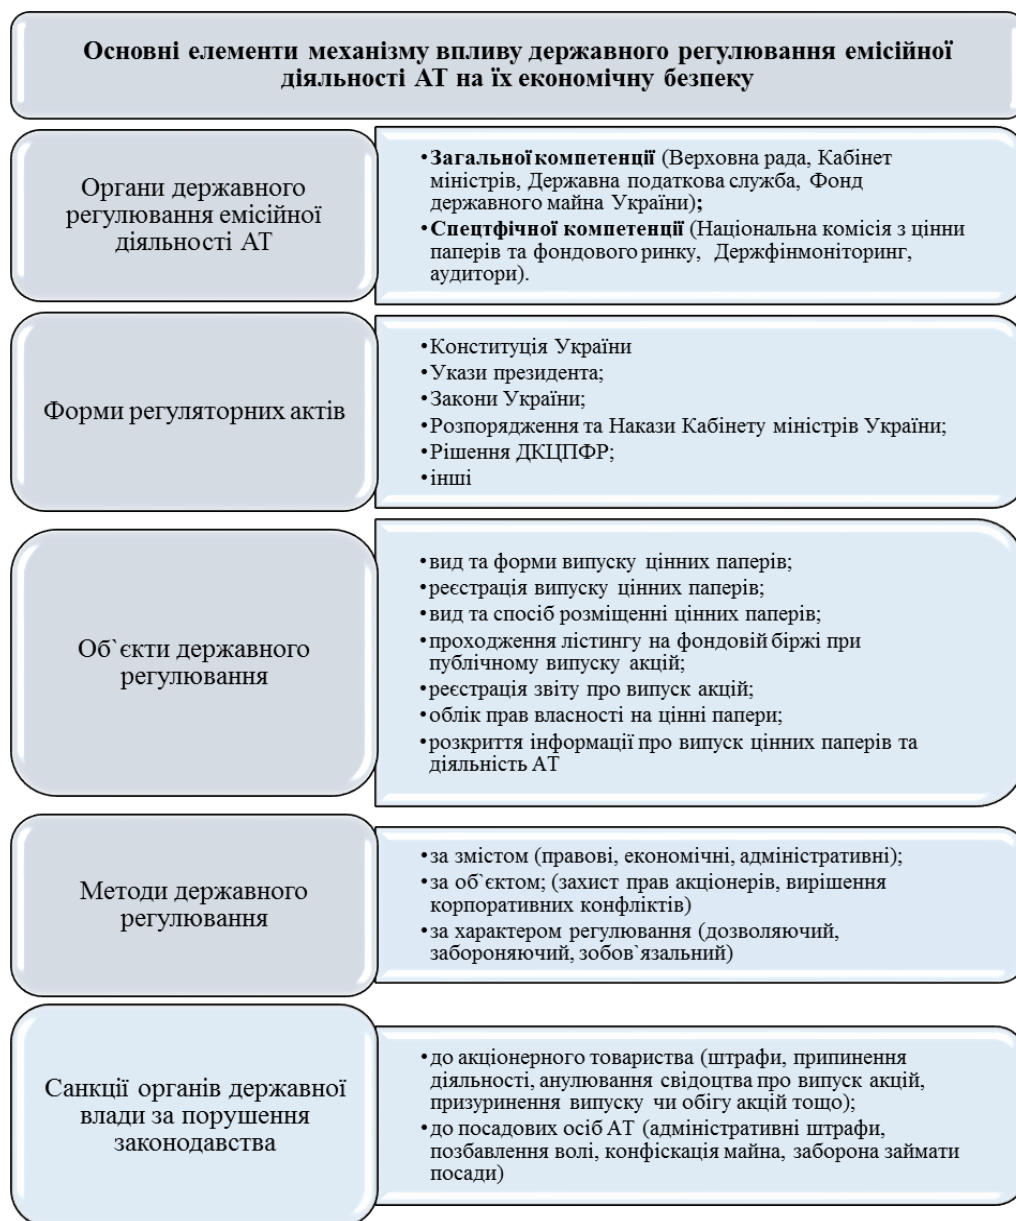 Основні елементи механізму впливу державного регулювання емісійної
діяльності АТ на їх економічну безпеку
Органи державного
регулювання емісійної
діяльності АТ
•Загальної компетенції (Верховна рада, Кабінет
міністрів, Державна податкова служба, Фонд
державного майна України);
•Спецтфічної компетенції (Національна комісія з цінни
паперів та фондового ринку, Держфінмоніторинг,
аудитори).
Форми регуляторних актів
•Конституція України
•Укази президента;
•Закони України;
•Розпорядження та Накази Кабінету міністрів України;
•Рішення ДКЦПФР;
•інші
Об`єкти державного
регулювання
•вид та форми випуску цінних паперів;
•реєстрація випуску цінних паперів;
•вид та спосіб розміщенні цінних паперів;
•проходження лістингу на фондовій біржі при
публічному випуску акцій;
•реєстрація звіту про випуск акцій;
•облік прав власності на цінні папери;
•розкриття інформації про випуск цінних паперів та
діяльність АТ
Методи державного
регулювання
•за змістом (правові, економічні, адміністративні);
•за об`єктом; (захист прав акціонерів, вирішення
корпоративних конфліктів)
•за характером регулювання (дозволяючий,
забороняючий, зобов`язальний)
Санкції органів державної
влади за порушення
законодавства
•до акціонерного товариства (штрафи, припинення
діяльності, анулювання свідоцтва про випуск акцій,
призуринення випуску чи обігу акцій тощо);
•до посадових осіб АТ (адміністративні штрафи,
позбавлення волі, конфіскація майна, заборона займати
посади)